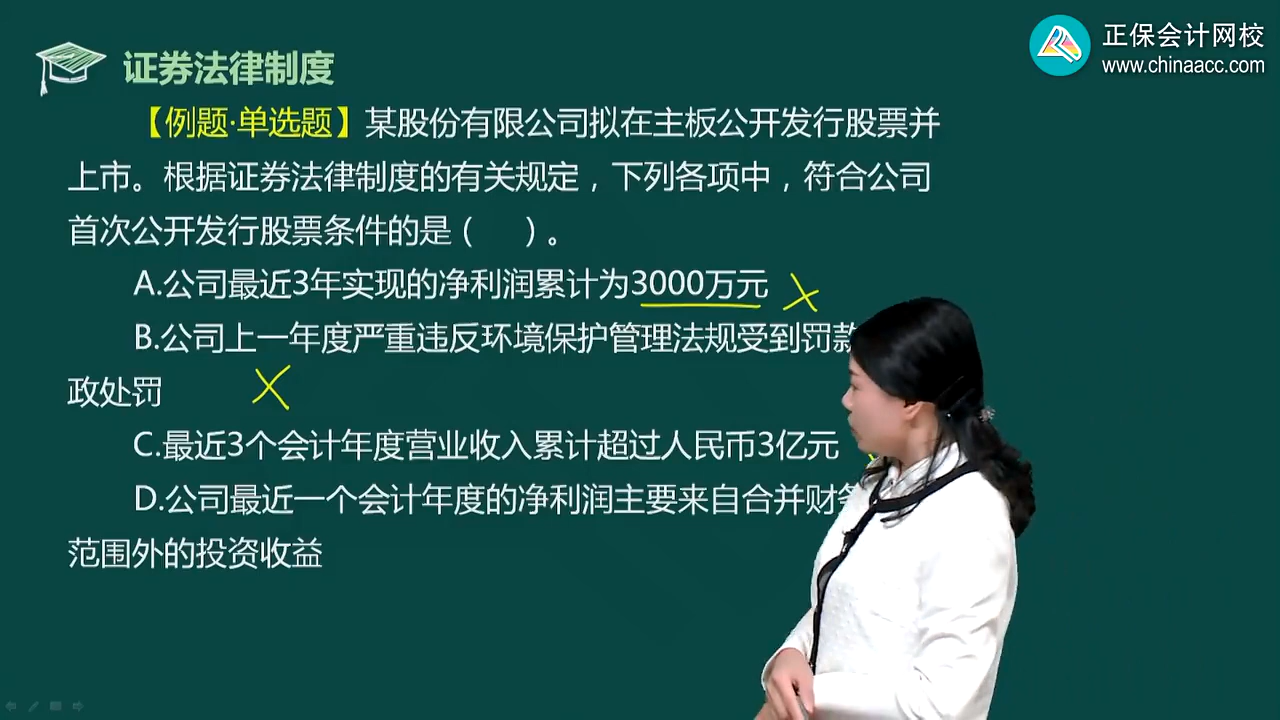 正保会计网校
www.chinaacc.com
证券法律制度
【例题·单选题】某股份有限公司拟在主板公开发行股票并
上市。根据证券法律制度的有关规定，下列各项中，符合公司
首次公开发行股票条件的是（ ）。
A.公司最近3年实现的净利润累计为3000万元
B.公司上一年度严重违反环境保护管理法规受到罚款
政处罚
C.最近3个会计年度营业收入累计超过人民币3亿元
D.公司最近一个会计年度的净利润主要来自合并财务
范围外的投资收益